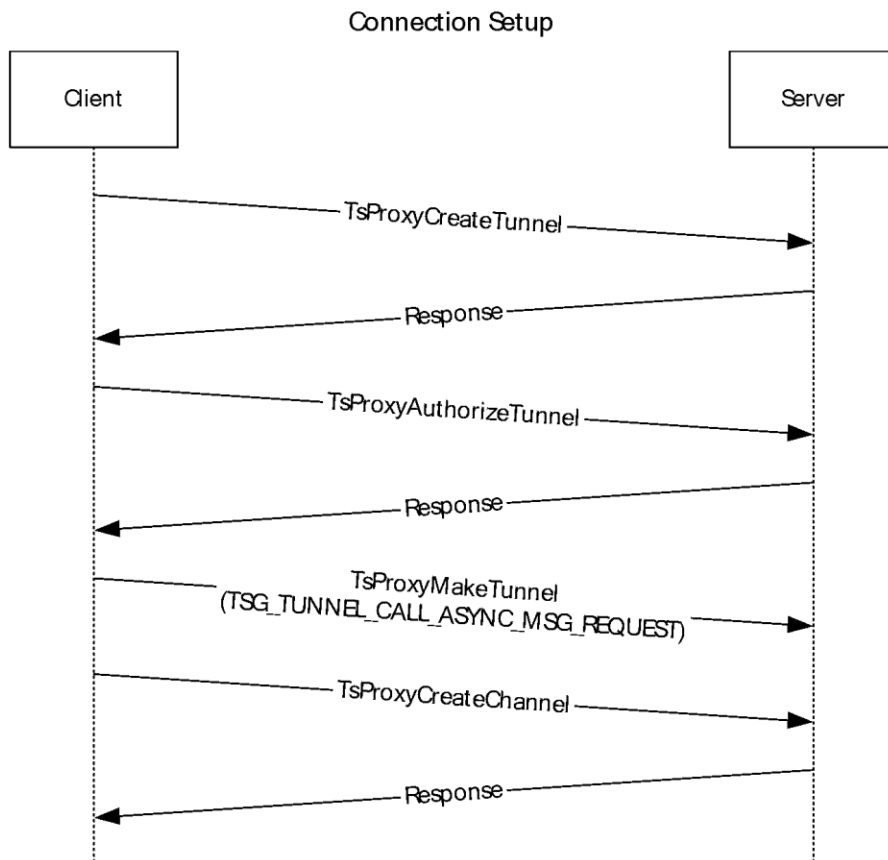 Connection Setup
Client
Server
TsProxyCreateTunnel
Response
TsProxyAuthorizeTunnel
Response
TsProxyMakeTunnel
(TSG_TUNNEL_CALL_ASYNC_MSG_REQUEST)
TsProxyCreateChannel
Response